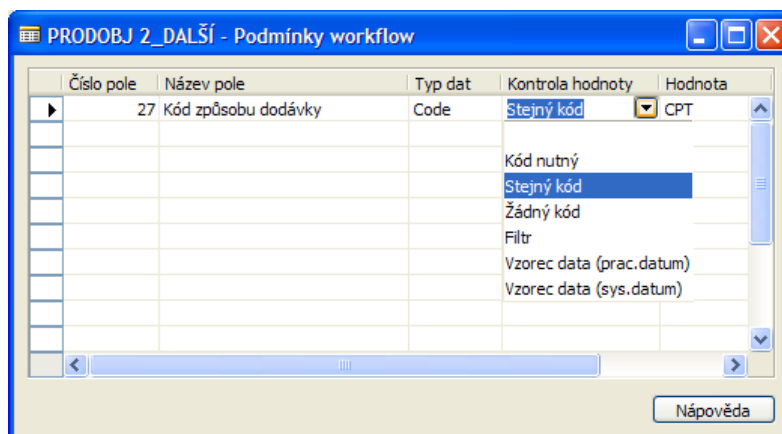 PRODOBJ 2_DALŠÍ - Podmínky workflow
Číslo pole Název pole Typ dat Kontrola hodnoty Hodnota
27 Kód způsobu dodávky Code Stejný kód CPT
Kód nutný
Stejný kód
Žádný kód
Filtr
Vzorec data (prac.datum)
Vzorec data (sys.datum)
Nápověda